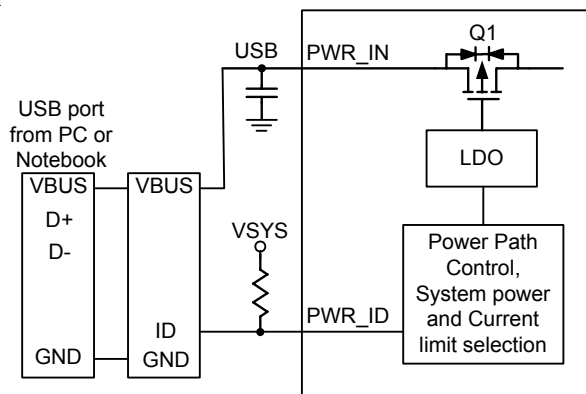 Q1
USB
PWR_IN
USB port
from PC or
Notebook
LDO
VBUS
VBUS
D+
D-
VSYS
Power Path
Control,
System power
and Current
limit selection
PWR_ID
ID
GND
GND